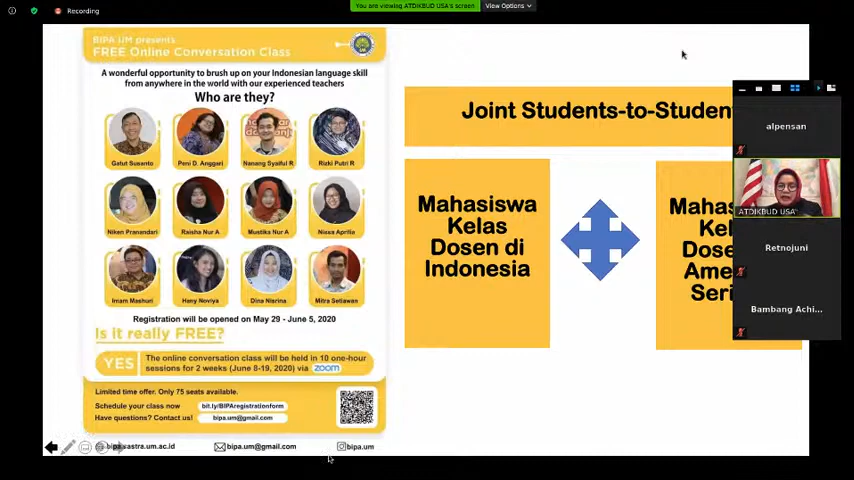 Recording
You are viewing ATDIKBUD USA's screen
View Options
BIPA UM presents
FREE Online Conversation Class
A wonderful opportunity to brush up on your Indonesian language skill
from anywhere in the world with our experienced teachers
Who are they?
Gatut Susanto
Peni D. Anggari
Nanang Syaiful R
Rizki Putri R
Niken Pranandari
Raisha Nur A
Mustika Nur A
Nissa Aprilia
Imam Mashuri
Heny Noviya
Dina Nisrina
Mitra Setiawan
Registration will be opened on May 29 - June 5, 2020
Is it really FREE?
YES
The online conversation class will be held in 10 one-hour
sessions for 2 weeks (June 8-19, 2020) via zoom
Limited time offer. Only 75 seats available.
Schedule your class now
bit.ly/BIPAregistrationform
Have questions? Contact us!
bipa.um@gmail.com
bipa.um@gmail.com
bipa.um
Joint Students-to-Studen
Mahasiswa
Kelas
Dosen di
Indonesia
Mahas
Kel
Dose
Ame
Seri
alpensan
ATDIKBUD USA
Retnojuni
Bambang Achi...